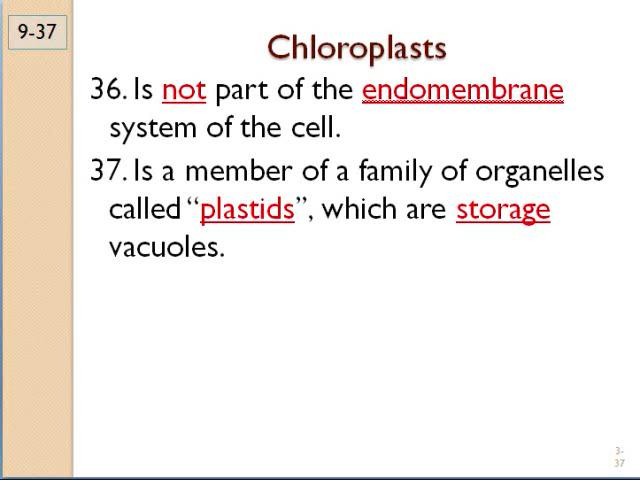 9-37
Chloroplasts
36. Is not part of the endomembrane
system of the cell.
37. Is a member of a family of organelles
called “plastids”, which are storage
vacuoles.
3-
37